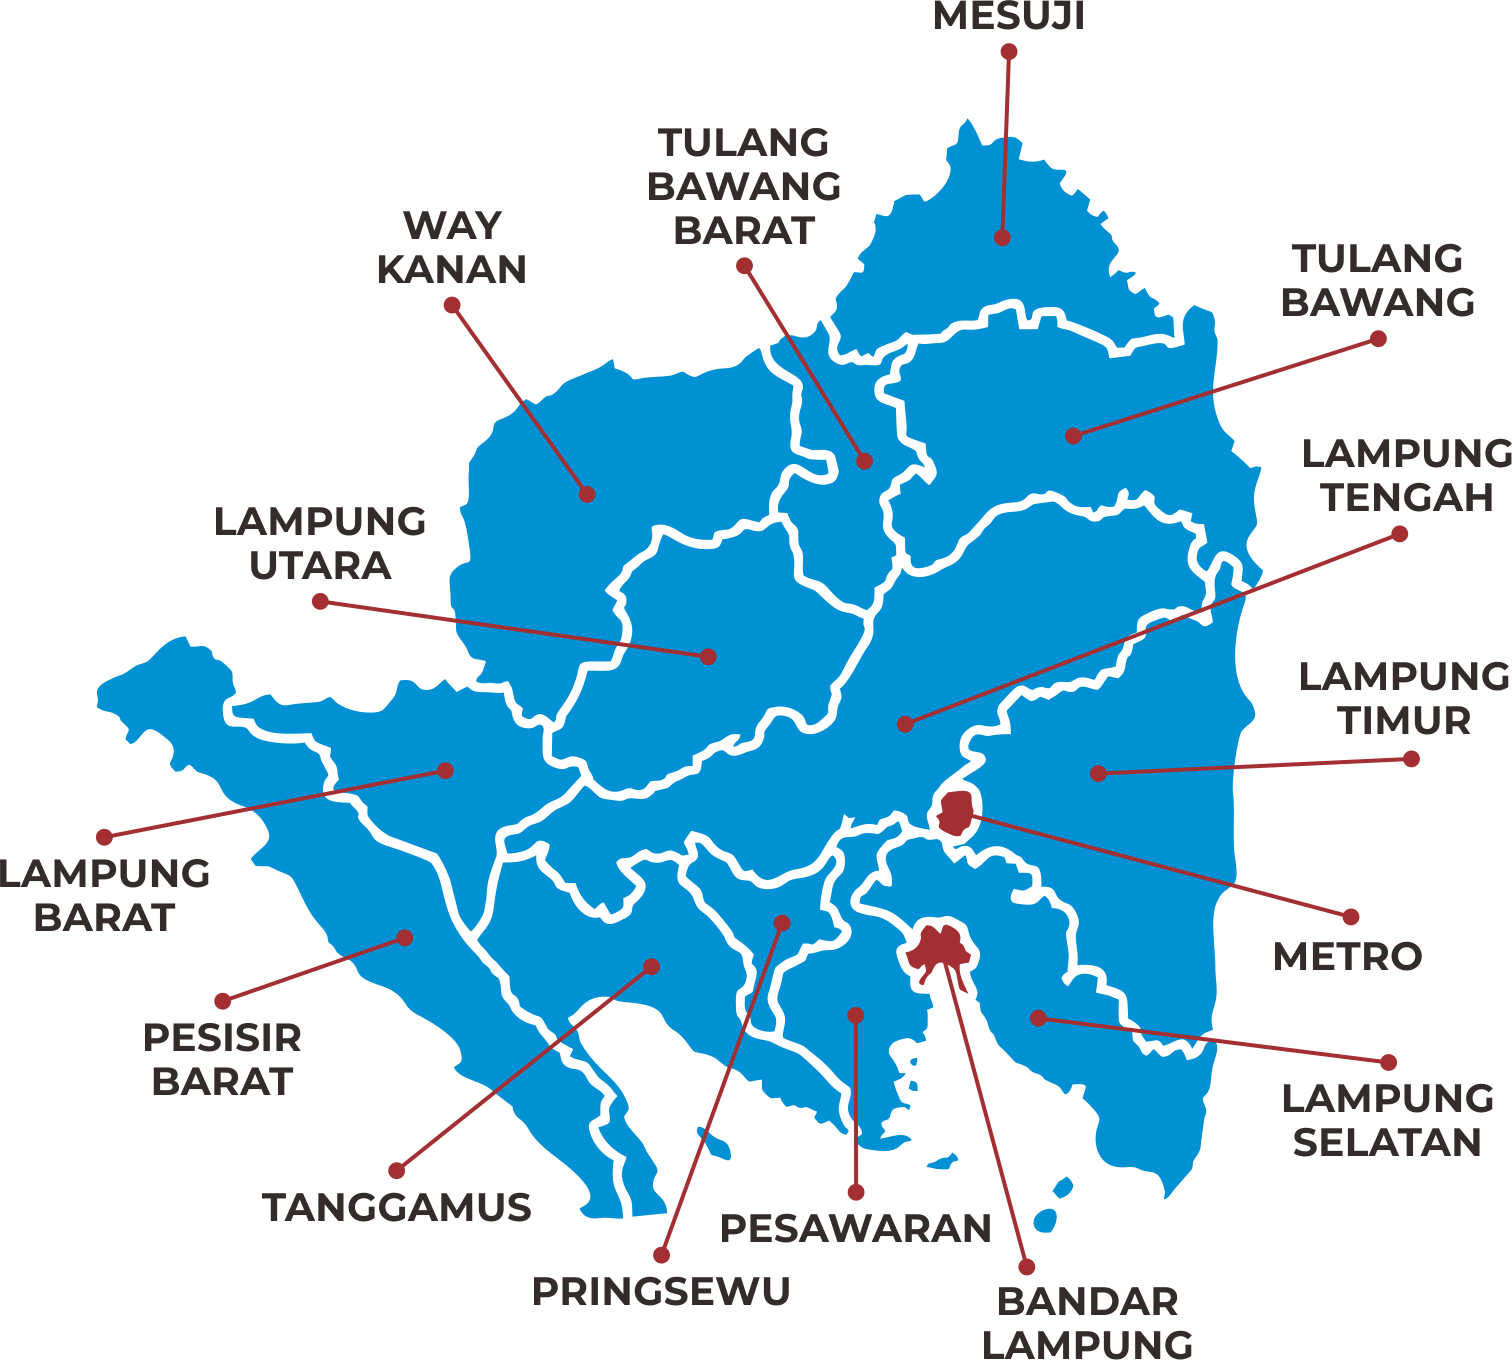 MESUJI
TULANG
BAWANG
BARAT
WAY
KANAN
TULANG
BAWANG
LAMPUNG
TENGAH
LAMPUNG
UTARA
LAMPUNG
TIMUR
LAMPUNG
BARAT
METRO
PESISIR
BARAT
LAMPUNG
SELATAN
TANGGAMUS
PESAWARAN
PRINGSEWU
BANDAR
LAMPUNG